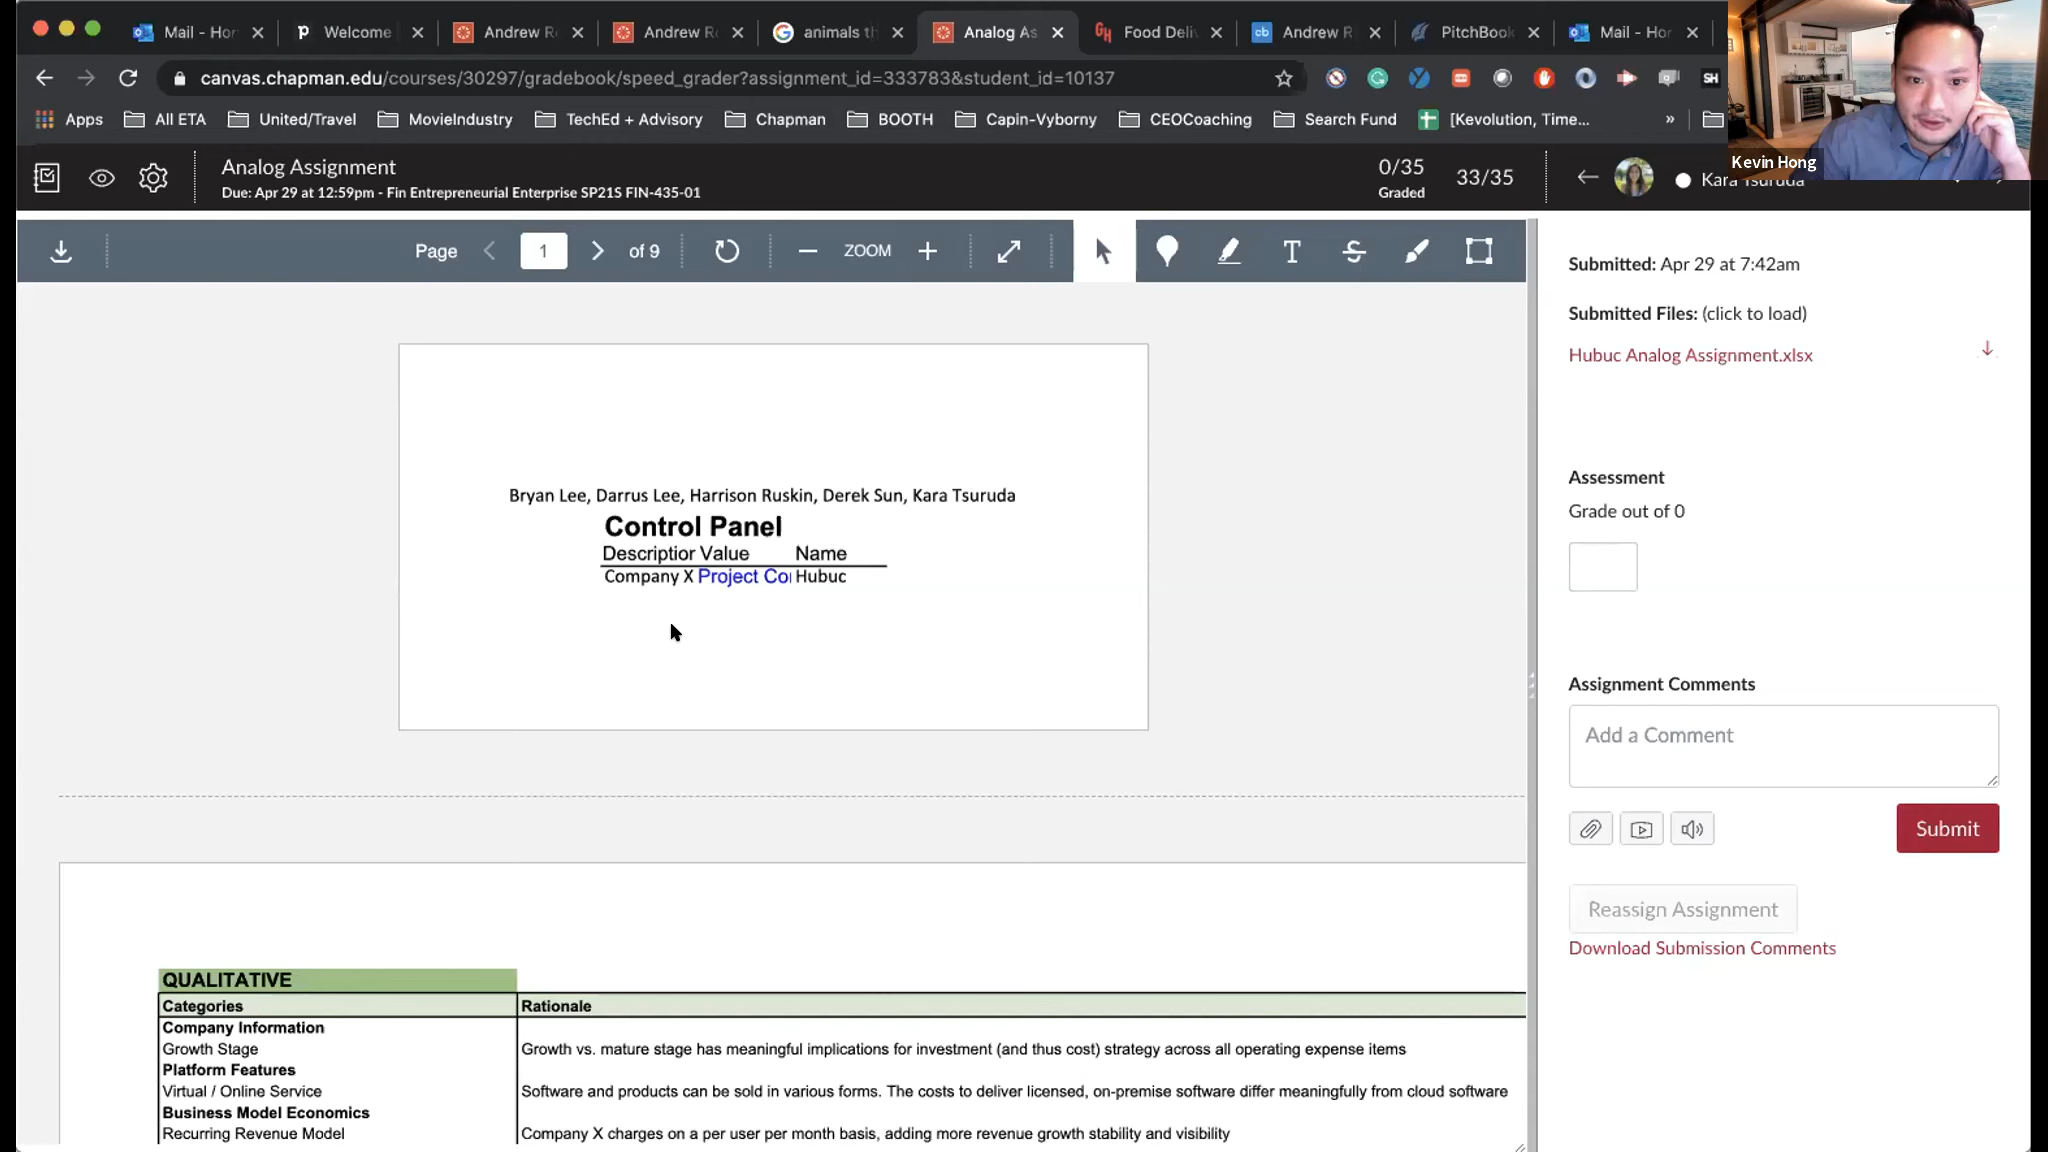 Mail - Hor
Welcome
Andrew R
Andrew R
animals th
Analog As
Food Deliv
Andrew R
PitchBook
Mail - Hor
canvas.chapman.edu/courses/30297/gradebook/speed_grader?assignment_id=333783&student_id=10137
Apps
All ETA
United/Travel
MovieIndustry
TechEd + Advisory
Chapman
BOOTH
Capin-Vyborny
CEOCoaching
Search Fund
[Kevolution, Time...
»
Kevin Hong
Analog Assignment
Due: Apr 29 at 12:59pm - Fin Entrepreneurial Enterprise SP21S FIN-435-01
0/35
Graded
33/35
Kara Tsuruda
Page 1 of 9
ZOOM
Bryan Lee, Darrus Lee, Harrison Ruskin, Derek Sun, Kara Tsuruda
Control Panel
Descriptior Value Name
Company X Project Co Hubuc
QUALITATIVE
Categories Rationale
Company Information
Growth Stage Growth vs. mature stage has meaningful implications for investment (and thus cost) strategy across all operating expense items
Platform Features
Virtual / Online Service Software and products can be sold in various forms. The costs to deliver licensed, on-premise software differ meaningfully from cloud software
Business Model Economics
Recurring Revenue Model Company X charges on a per user per month basis, adding more revenue growth stability and visibility
Submitted: Apr 29 at 7:42am
Submitted Files: (click to load)
Hubuc Analog Assignment.xlsx
Assessment
Grade out of 0
Assignment Comments
Add a Comment
Submit
Reassign Assignment
Download Submission Comments